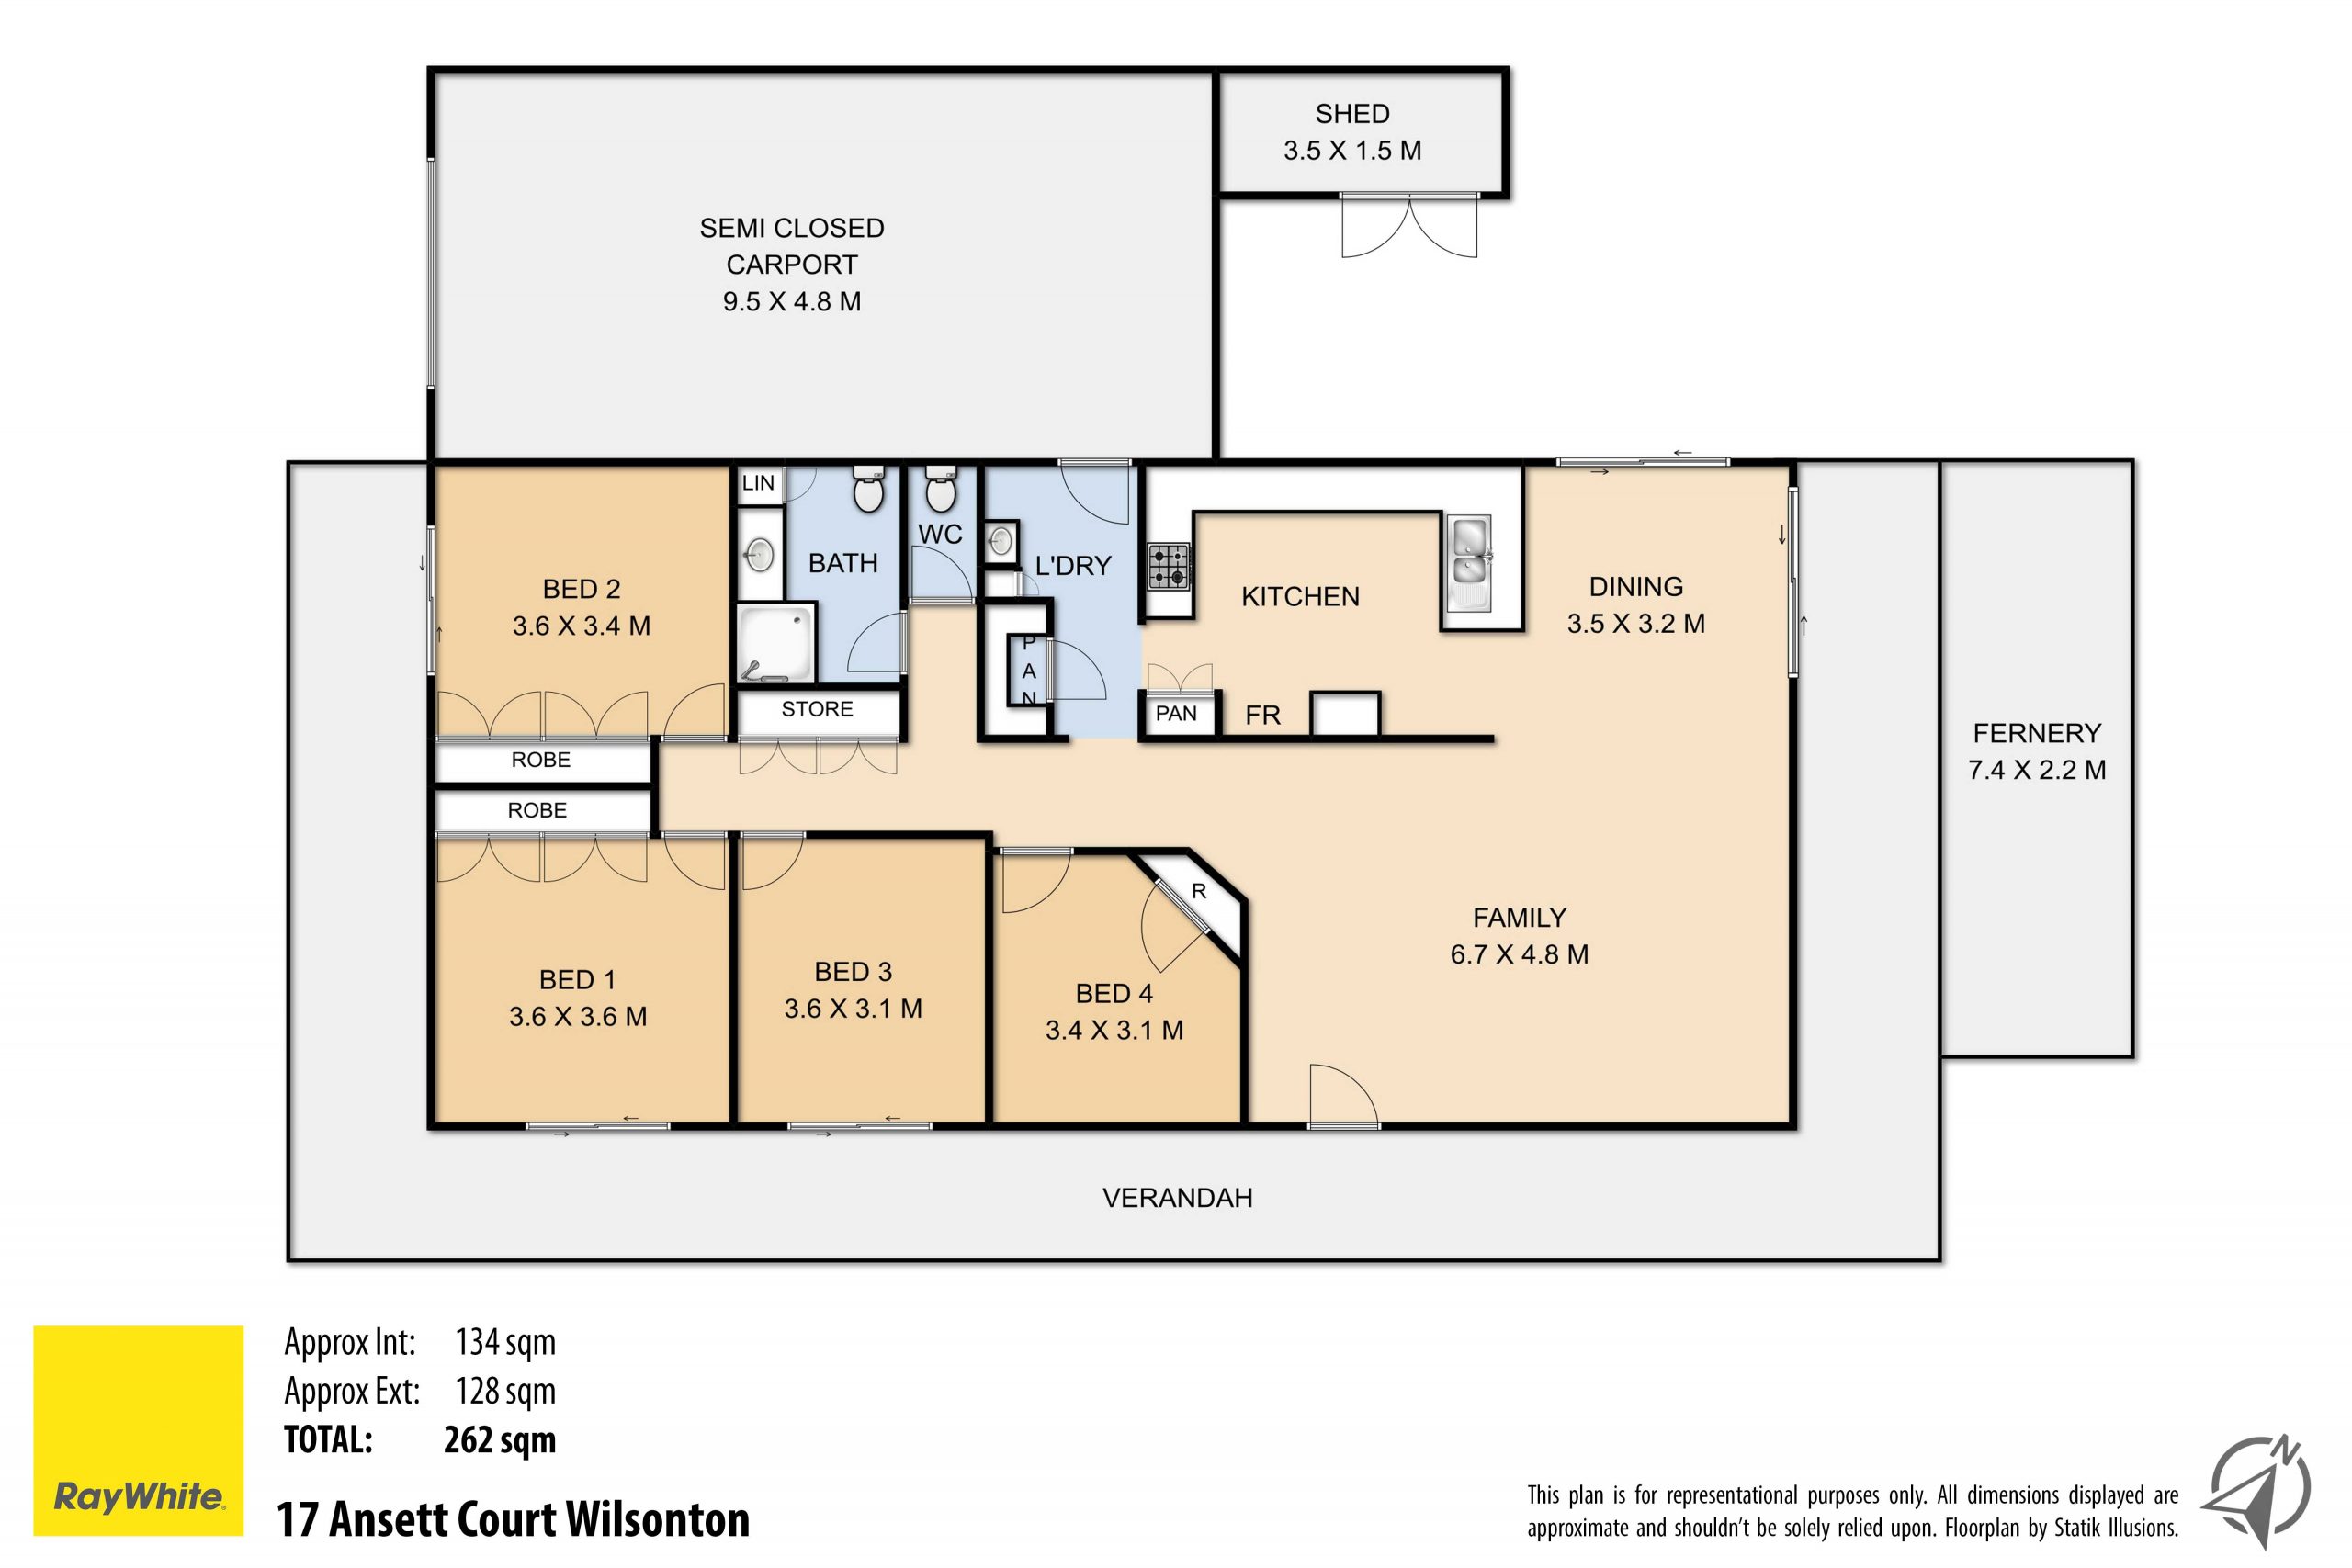 SHED
3.5 X 1.5 M
SEMI CLOSED
CARPORT
9.5 X 4.8 M
LIN
WC
BATH
L'DRY
KITCHEN
BED 2
3.6 X 3.4 M
DINING
3.5 X 3.2 M
P
A
N
STORE
PAN
FR
FERNERY
7.4 X 2.2 M
ROBE
ROBE
R
FAMILY
6.7 X 4.8 M
BED 1
3.6 X 3.6 M
BED 3
3.6 X 3.1 M
BED 4
3.4 X 3.1 M
VERANDAH
Approx Int: 134 sqm
Approx Ext: 128 sqm
TOTAL: 262 sqm
RayWhite
17 Ansett Court Wilsonton
This plan is for representational purposes only. All dimensions displayed are
approximate and shouldn't be solely relied upon. Floorplan by Statik Illusions.
N